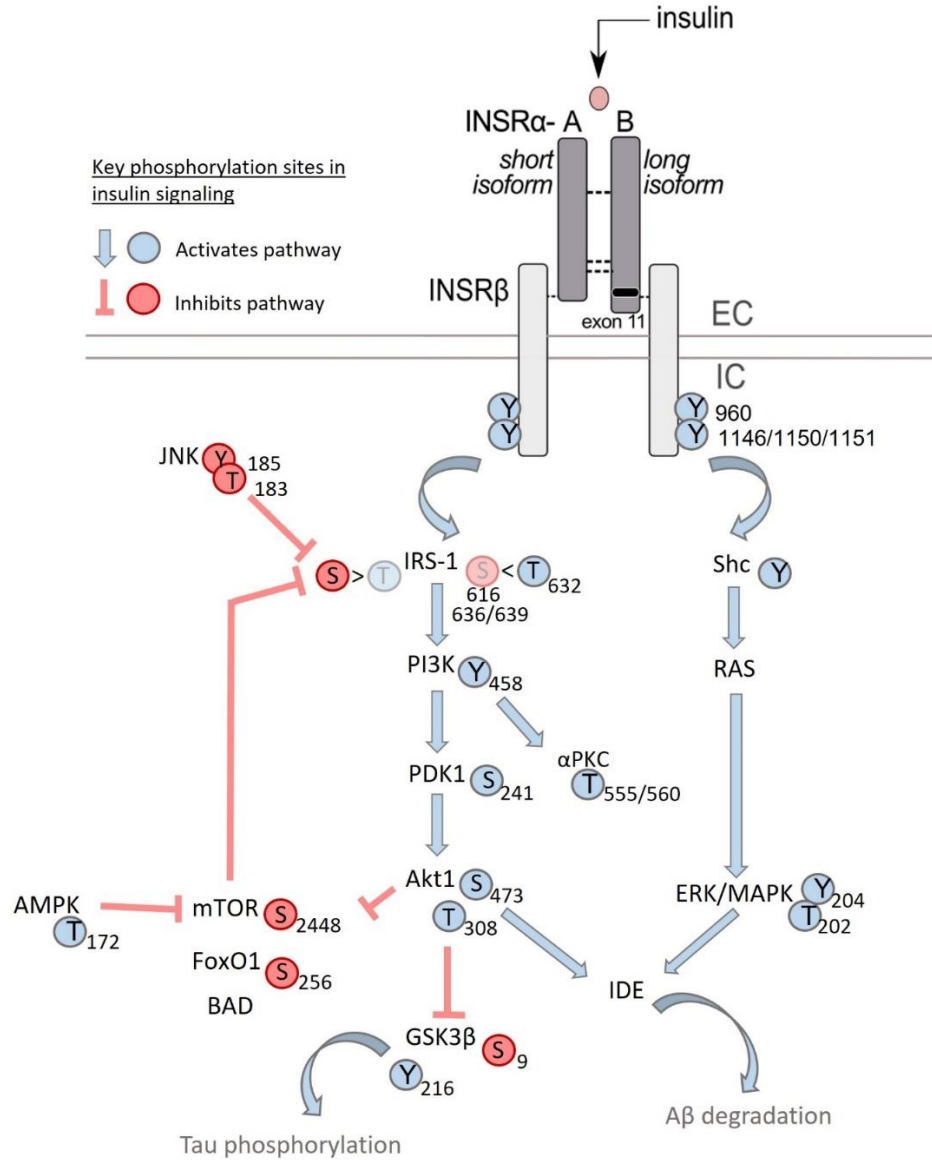 insulin
INSRα- A B
short isoform
long isoform
Key phosphorylation sites in
insulin signaling
Activates pathway
Inhibits pathway
INSRβ
exon 11
EC
IC
Y
Y
Y 960
Y 1146/1150/1151
JNK Y 185
T 183
S > T IRS-1 S < T 632
616
636/639
Shc Y
PI3K Y 458
RAS
αPKC
T 555/560
PDK1 S 241
Akt1 S 473
T 308
ERK/MAPK Y 204
T 202
AMPK
T 172
mTOR S 2448
FoxO1 S 256
BAD
IDE
GSK3β S 9
Y 216
Tau phosphorylation
Aβ degradation